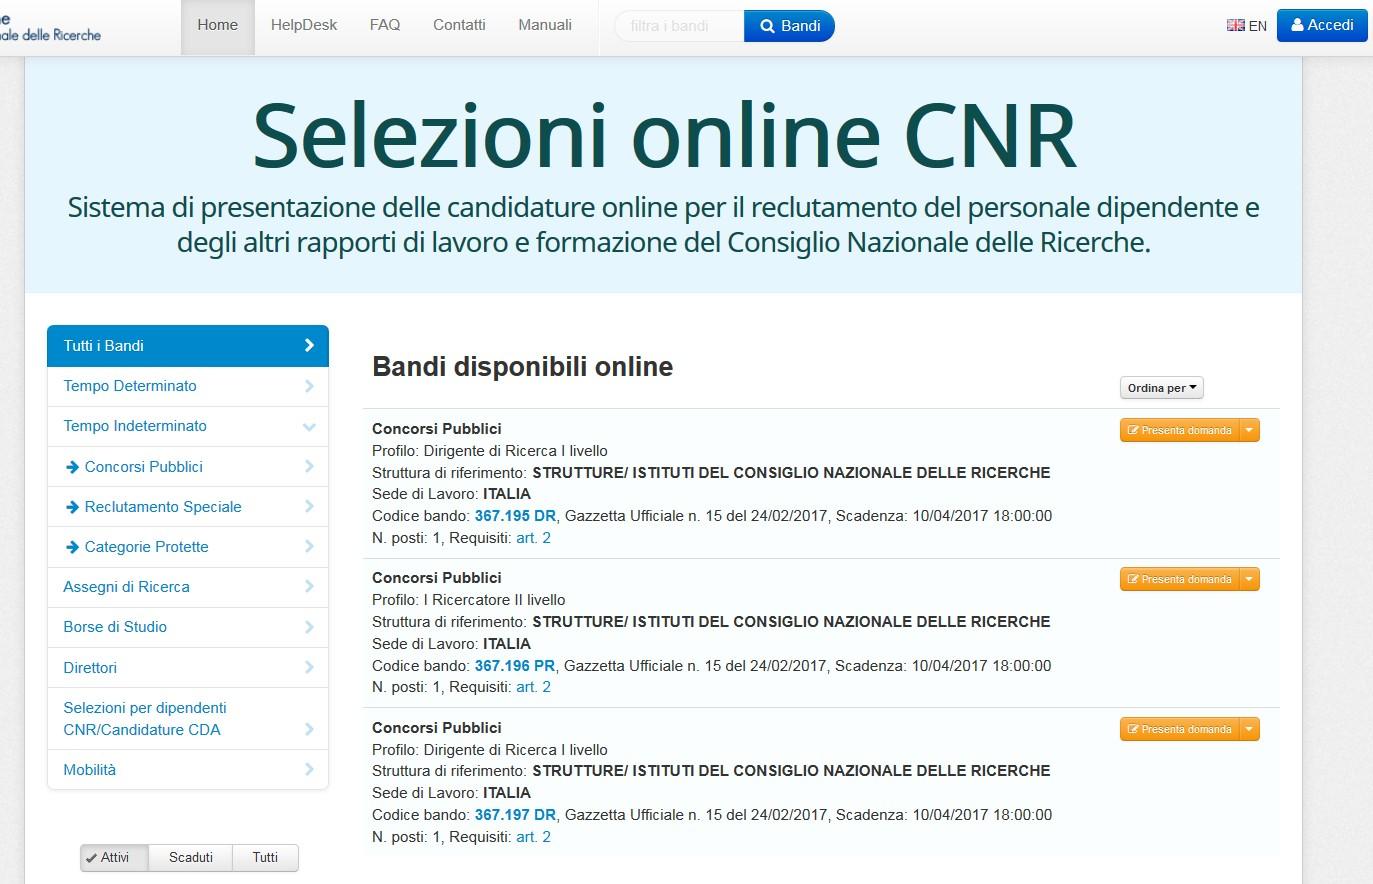 ale delle Ricerche
Home
HelpDesk
FAQ
Contatti
Manuali
filtra i bandi
Bandi
EN
Accedi
Selezioni online CNR
Sistema di presentazione delle candidature online per il reclutamento del personale dipendente e
degli altri rapporti di lavoro e formazione del Consiglio Nazionale delle Ricerche.
Tutti i Bandi
Tempo Determinato
Tempo Indeterminato
Concorsi Pubblici
Reclutamento Speciale
Categorie Protette
Assegni di Ricerca
Borse di Studio
Direttori
Selezioni per dipendenti
CNR/Candidature CDA
Mobilità
Attivi
Scaduti
Tutti
Bandi disponibili online
Ordina per
Concorsi Pubblici
Presenta domanda
Profilo: Dirigente di Ricerca I livello
Struttura di riferimento: STRUTTURE/ ISTITUTI DEL CONSIGLIO NAZIONALE DELLE RICERCHE
Sede di Lavoro: ITALIA
Codice bando: 367.195 DR, Gazzetta Ufficiale n. 15 del 24/02/2017, Scadenza: 10/04/2017 18:00:00
N. posti: 1, Requisiti: art. 2
Concorsi Pubblici
Presenta domanda
Profilo: I Ricercatore II livello
Struttura di riferimento: STRUTTURE/ ISTITUTI DEL CONSIGLIO NAZIONALE DELLE RICERCHE
Sede di Lavoro: ITALIA
Codice bando: 367.196 PR, Gazzetta Ufficiale n. 15 del 24/02/2017, Scadenza: 10/04/2017 18:00:00
N. posti: 1, Requisiti: art. 2
Concorsi Pubblici
Presenta domanda
Profilo: Dirigente di Ricerca I livello
Struttura di riferimento: STRUTTURE/ ISTITUTI DEL CONSIGLIO NAZIONALE DELLE RICERCHE
Sede di Lavoro: ITALIA
Codice bando: 367.197 DR, Gazzetta Ufficiale n. 15 del 24/02/2017, Scadenza: 10/04/2017 18:00:00
N. posti: 1, Requisiti: art. 2